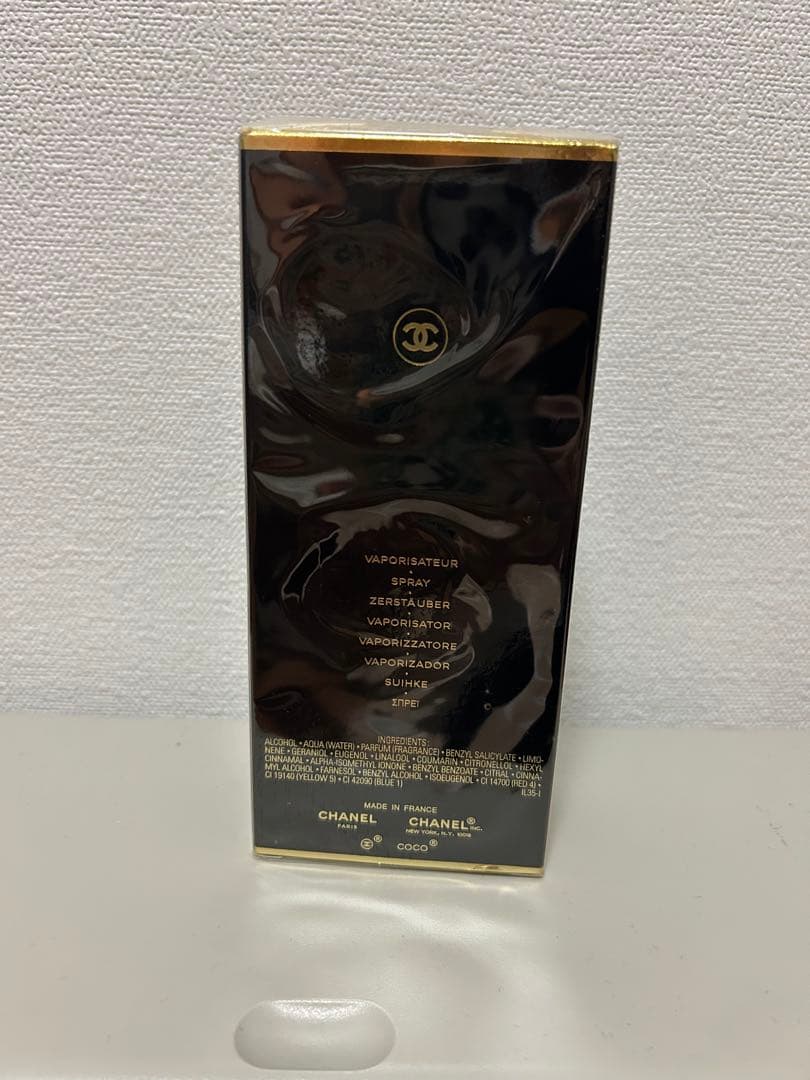 VAPORISATEUR
SPRAY
ZERSTÄUBER
VAPORISATOR
VAPORIZZATORE
VAPORIZADOR
SUIHKE
ΣΠΡΕΪ
INGREDIENTS :
ALCOHOL • AQUA (WATER) • PARFUM (FRAGRANCE) • BENZYL SALICYLATE • LIMO-
NENE • GERANIOL • EUGENOL • LINALOOL • COUMARIN • CITRONELLOL • HEXYL
CINNAMAL • ALPHA-ISOMETHYL IONONE • BENZYL BENZOATE • CITRAL • CINNA-
MYL ALCOHOL • FARNESOL • BENZYL ALCOHOL • ISOEUGENOL • CI 14700 (RED 4) •
CI 19140 (YELLOW 5) • CI 42090 (BLUE 1)
IL35-I
MADE IN FRANCE
CHANEL CHANEL® INC.
PARIS NEW YORK, N.Y. 10019
® COCO®